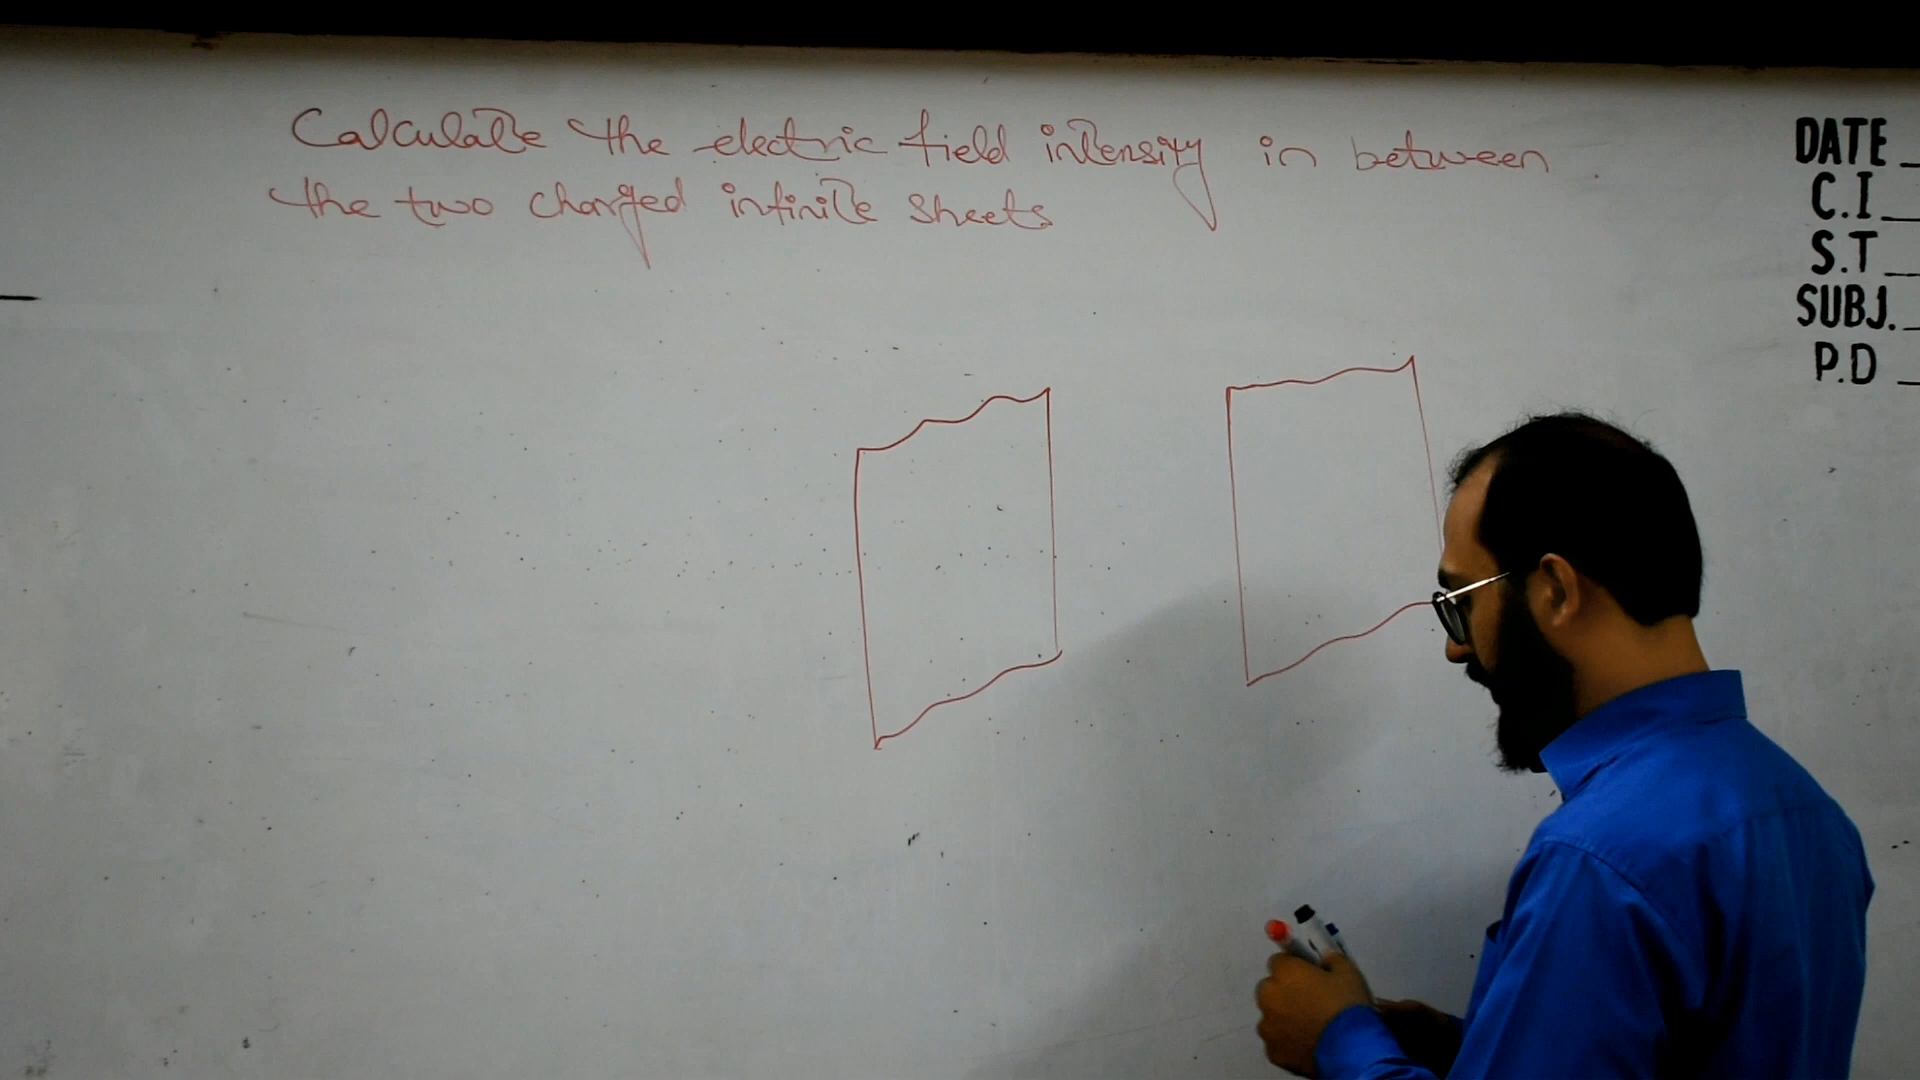 Calculate the electric field intensity in between
the two charged infinite sheets
DATE
C.I
S.T
SUBJ.
P.D